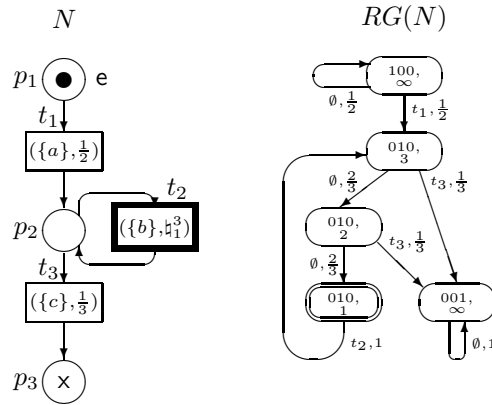 N
p₁
e
t₁
({a},½)
p₂
t₂
({b},♮³₁)
t₃
({c},⅓)
p₃
x
RG(N)
100,
∞
∅,½
t₁,½
010,
3
∅,⅔
t₃,⅓
010,
2
t₃,⅓
∅,⅔
010,
1
001,
∞
t₂,1
∅,1